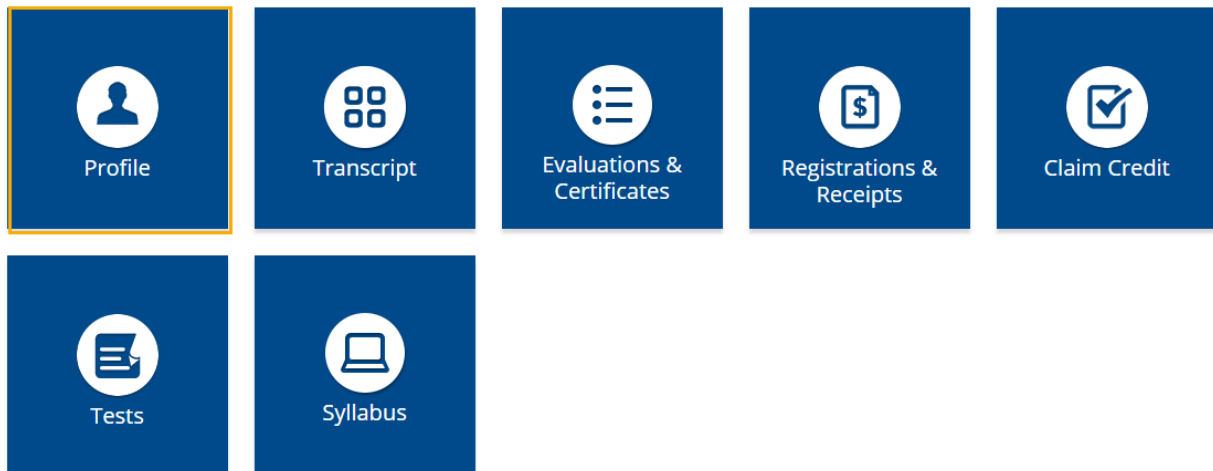 Profile
Transcript
Evaluations &
Certificates
$
Registrations &
Receipts
Claim Credit
Tests
Syllabus